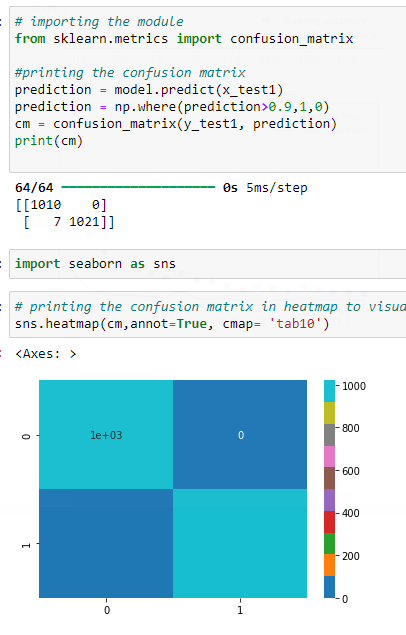 # importing the module
from sklearn.metrics import confusion_matrix
#printing the confusion matrix
prediction = model.predict(x_test1)
prediction = np.where(prediction>0.9,1,0)
cm = confusion_matrix(y_test1, prediction)
print(cm)
64/64 ━━━━━━━━━━━━━━━━━━━━ 0s 5ms/step
[[1010    0]
 [   7 1021]]
import seaborn as sns
# printing the confusion matrix in heatmap to visua
sns.heatmap(cm,annot=True, cmap= 'tab10')
<Axes: >
1000
800
600
400
200
0
0
1e+03
0
1
0
1